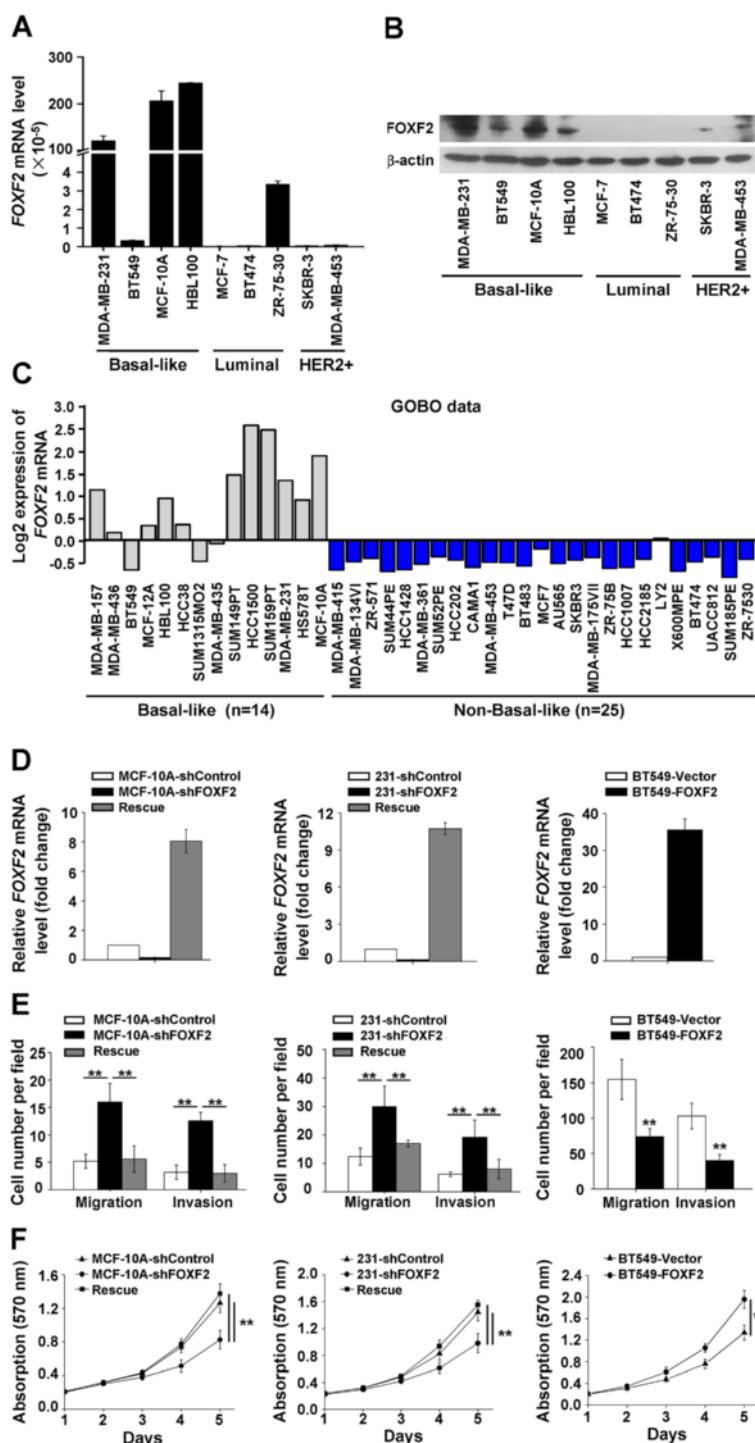 A
FOXF2 mRNA level
(×10-5)
300
200
100
4
3
2
1
0
MDA-MB-231
BT549
MCF-10A
HBL100
MCF-7
BT474
ZR-75-30
SKBR-3
MDA-MB-453
Basal-like
Luminal
HER2+
B
FOXF2
β-actin
MDA-MB-231
BT549
MCF-10A
HBL100
MCF-7
BT474
ZR-75-30
SKBR-3
MDA-MB-453
Basal-like
Luminal
HER2+
C
GOBO data
Log2 expression of
FOXF2 mRNA
3.0
2.5
2.0
1.5
1.0
0.5
0
-0.5
MDA-MB-157
MDA-MB-436
BT549
MCF-12A
HBL100
HCC38
SUM1315MO2
MDA-MB-435
SUM149PT
HCC1500
SUM159PT
MDA-MB-231
HS578T
MCF-10A
MDA-MB-415
MDA-MB-134VI
ZR-571
SUM44PE
HCC1428
MDA-MB-361
SUM52PE
HCC202
CAMA1
MDA-MB-453
T47D
BT483
MCF7
AU565
SKBR3
MDA-MB-175VII
ZR-75B
HCC1007
HCC2185
LY2
X600MPE
BT474
UACC812
SUM185PE
ZR-7530
Basal-like (n=14)
Non-Basal-like (n=25)
D
MCF-10A-shControl
MCF-10A-shFOXF2
Rescue
Relative FOXF2 mRNA
level (fold change)
10
8
6
4
2
0
231-shControl
231-shFOXF2
Rescue
Relative FOXF2 mRNA
level (fold change)
12
10
8
6
4
2
0
BT549-Vector
BT549-FOXF2
Relative FOXF2 mRNA
level (fold change)
40
30
20
10
0
E
MCF-10A-shControl
MCF-10A-shFOXF2
Rescue
Cell number per field
25
20
15
10
5
0
** ** ** **
Migration Invasion
231-shControl
231-shFOXF2
Rescue
Cell number per field
50
40
30
20
10
0
** ** ** **
Migration Invasion
BT549-Vector
BT549-FOXF2
Cell number per field
200
150
100
50
0
** **
Migration Invasion
F
MCF-10A-shControl
MCF-10A-shFOXF2
Rescue
Absorption (570 nm)
1.6
1.2
0.8
0.4
0
**
1 2 3 4 5
Days
231-shControl
231-shFOXF2
Rescue
Absorption (570 nm)
2.0
1.6
1.2
0.8
0.4
0
**
1 2 3 4 5
Days
BT549-Vector
BT549-FOXF2
Absorption (570 nm)
2.4
2.0
1.6
1.2
0.8
0.4
0
1 2 3 4 5
Days